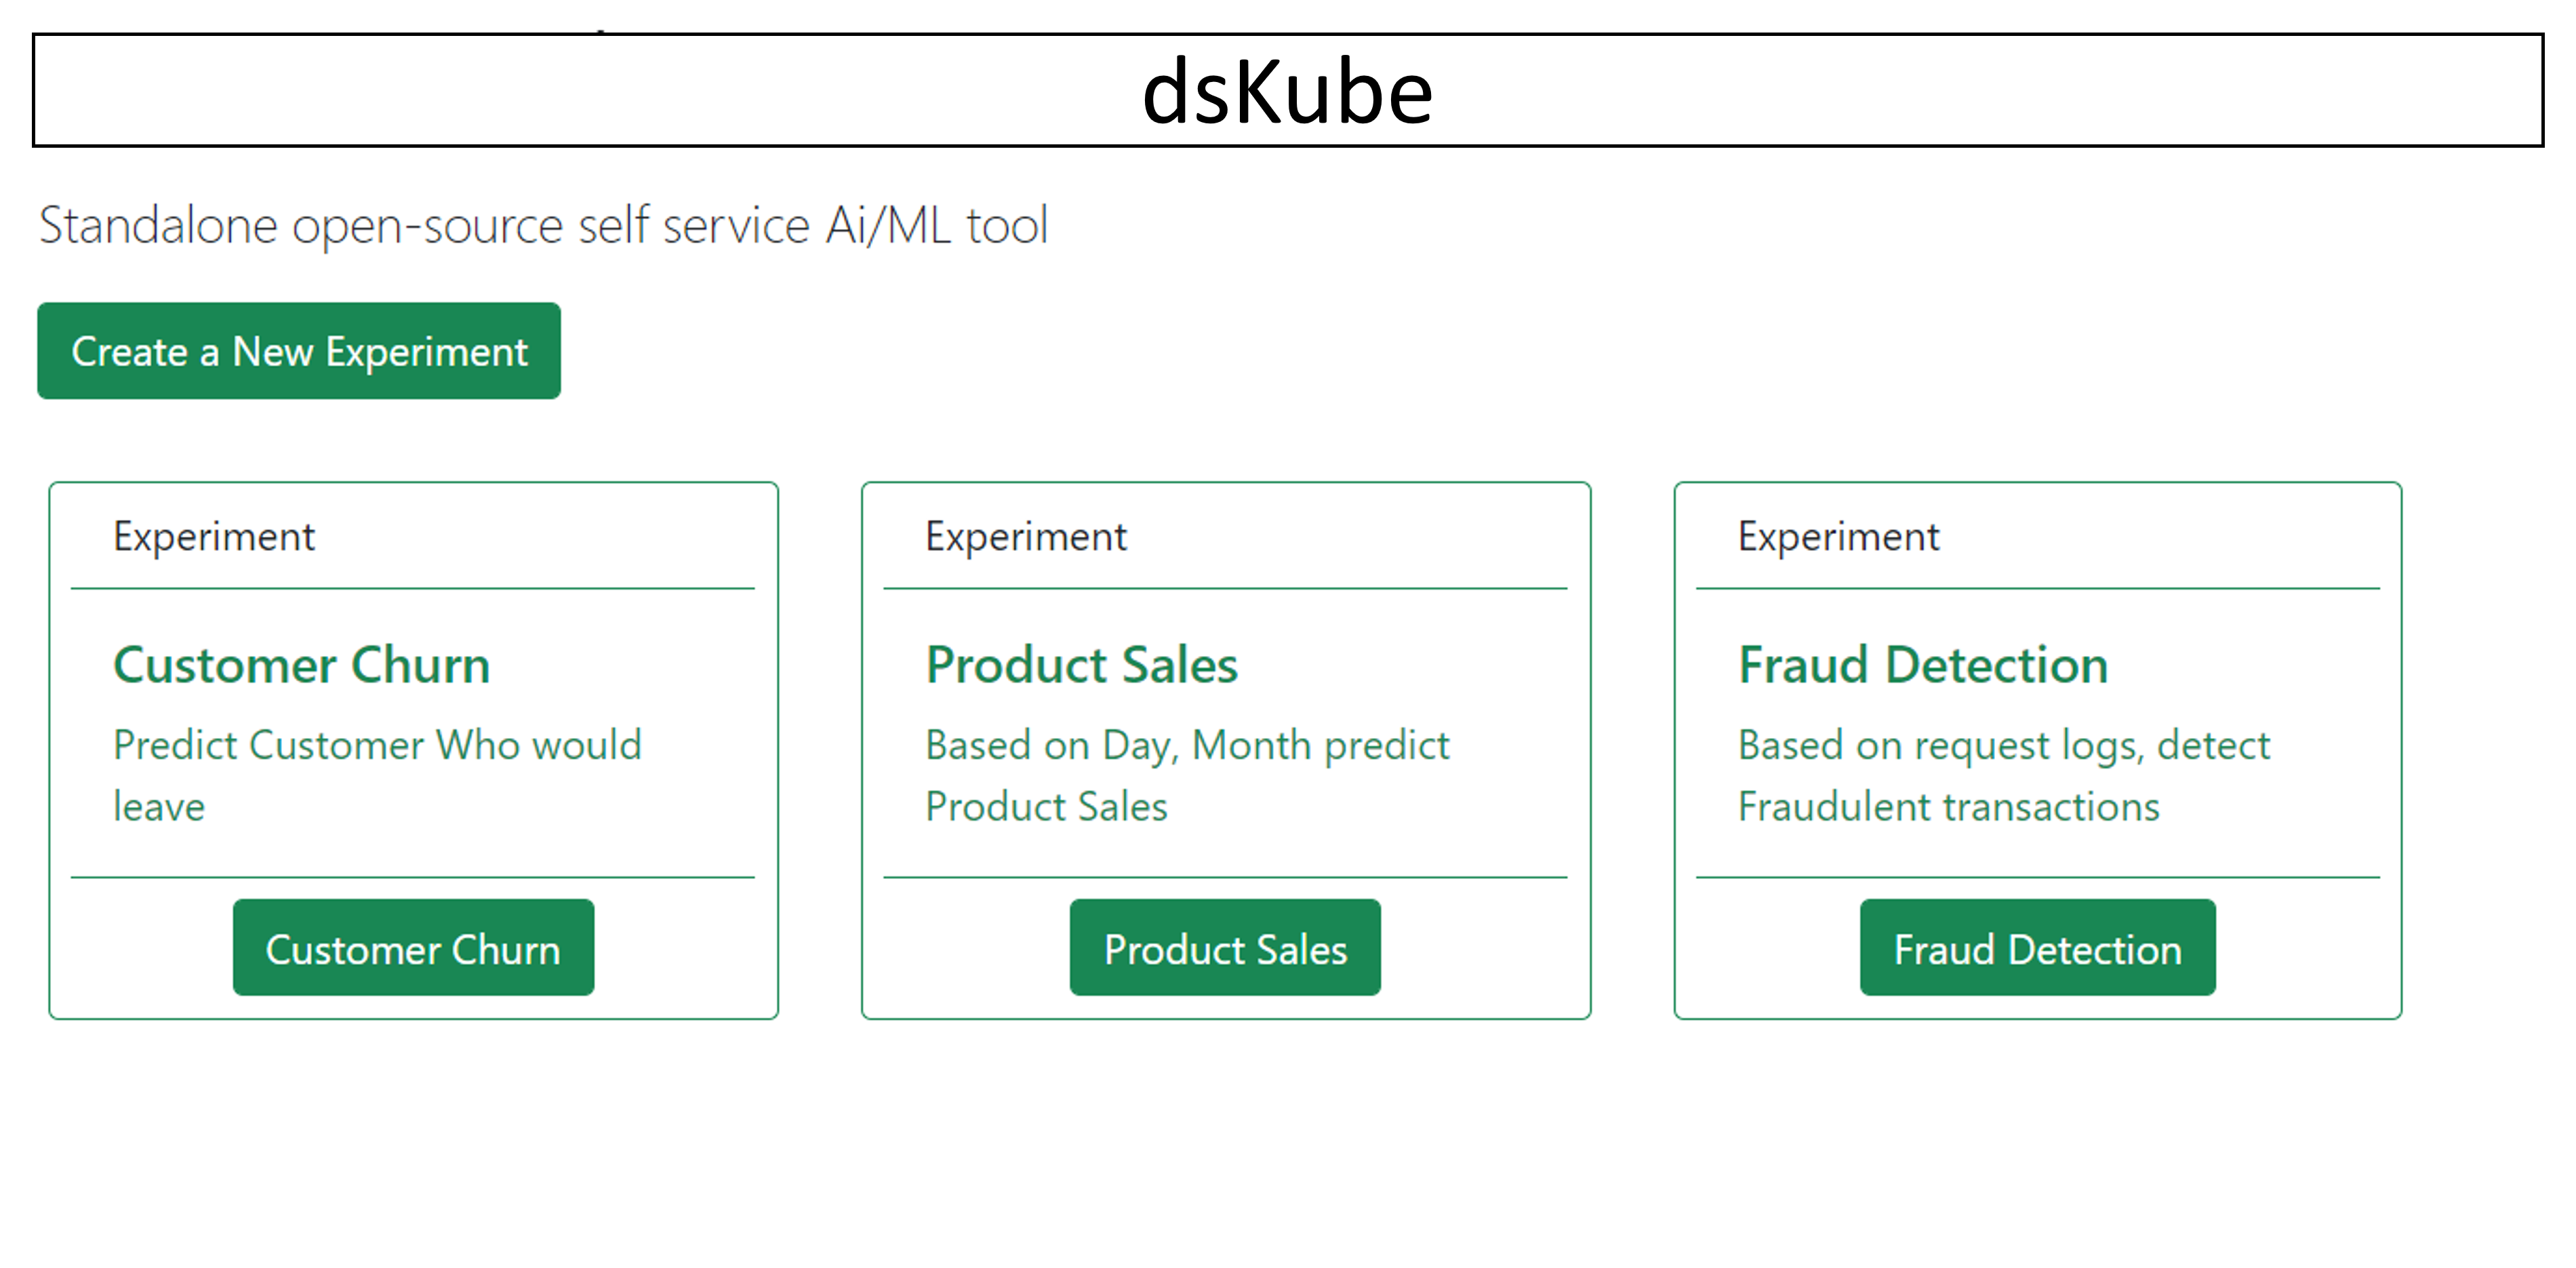 dsKube
Standalone open-source self service Ai/ML tool
Create a New Experiment
Experiment
Customer Churn
Predict Customer Who would
leave
Customer Churn
Experiment
Product Sales
Based on Day, Month predict
Product Sales
Product Sales
Experiment
Fraud Detection
Based on request logs, detect
Fraudulent transactions
Fraud Detection